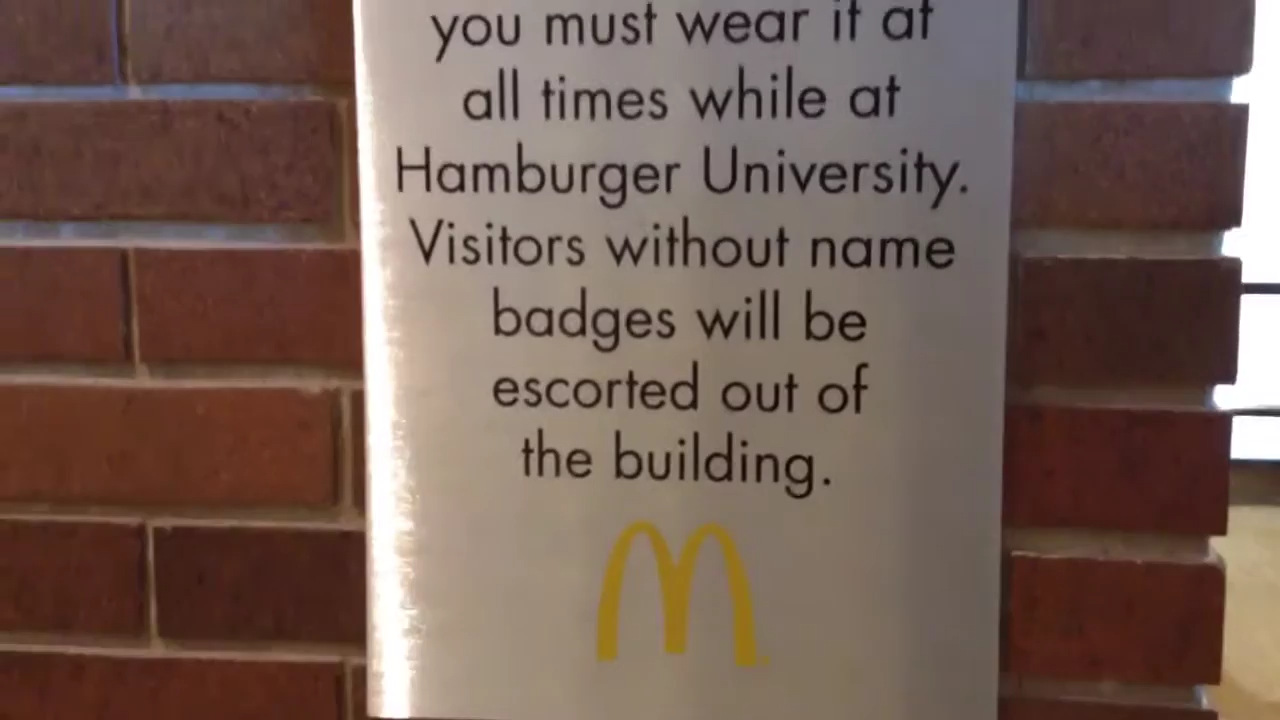 you must wear it at
all times while at
Hamburger University.
Visitors without name
badges will be
escorted out of
the building.